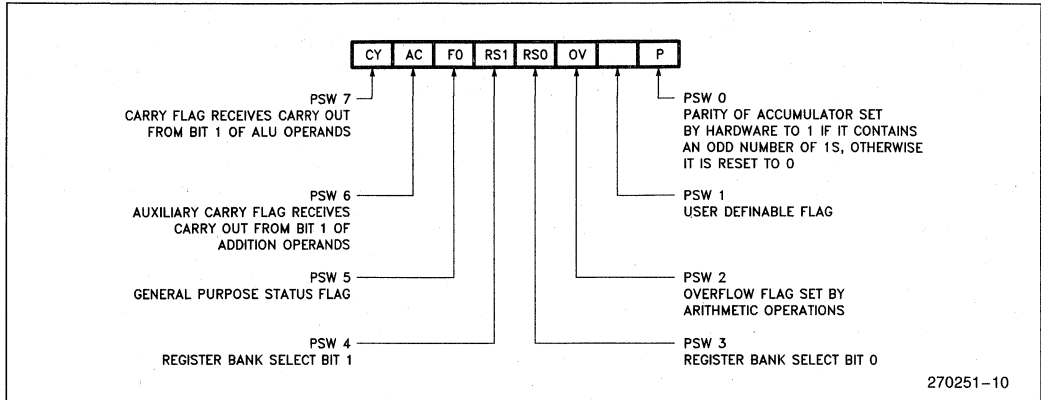 CY AC F0 RS1 RS0 OV P
PSW 7
CARRY FLAG RECEIVES CARRY OUT
FROM BIT 1 OF ALU OPERANDS
PSW 6
AUXILIARY CARRY FLAG RECEIVES
CARRY OUT FROM BIT 1 OF
ADDITION OPERANDS
PSW 5
GENERAL PURPOSE STATUS FLAG
PSW 4
REGISTER BANK SELECT BIT 1
PSW 0
PARITY OF ACCUMULATOR SET
BY HARDWARE TO 1 IF IT CONTAINS
AN ODD NUMBER OF 1S, OTHERWISE
IT IS RESET TO 0
PSW 1
USER DEFINABLE FLAG
PSW 2
OVERFLOW FLAG SET BY
ARITHMETIC OPERATIONS
PSW 3
REGISTER BANK SELECT BIT 0
270251–10